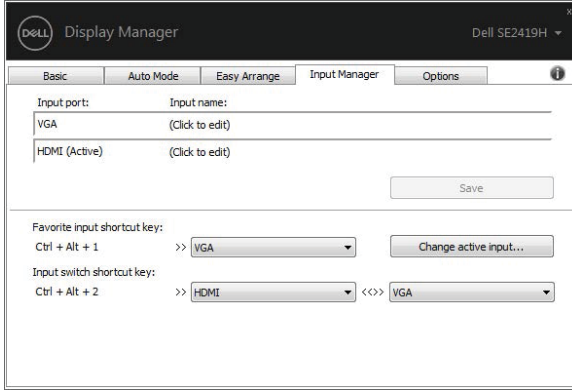 DELL Display Manager Dell SE2419H
x
Basic Auto Mode Easy Arrange Input Manager Options i
Input port: Input name:
VGA (Click to edit)
HDMI (Active) (Click to edit)
Save
Favorite input shortcut key:
Ctrl + Alt + 1 >> VGA Change active input...
Input switch shortcut key:
Ctrl + Alt + 2 >> HDMI <<>> VGA